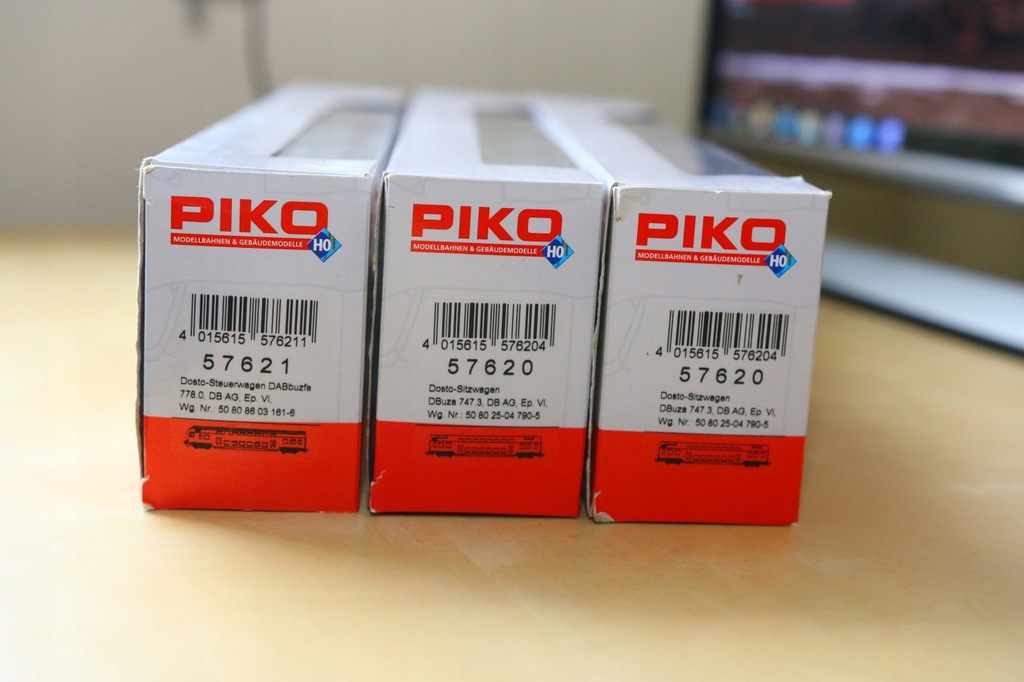 PIKO
MODELLBAHNEN & GEBÄUDEMODELLE H0
4 015615 576211
57621
Dosto-Steuerwagen DABbuzfa
778.0, DB AG, Ep. VI,
Wg. Nr.: 50 80 86 03 161-6
PIKO
MODELLBAHNEN & GEBÄUDEMODELLE H0
4 015615 576204
57620
Dosto-Sitzwagen
DBuza 747.3, DB AG, Ep. VI,
Wg. Nr.: 50 80 25-04 790-5
PIKO
MODELLBAHNEN & GEBÄUDEMODELLE H0
4 015615 576204
57620
Dosto-Sitzwagen
DBuza 747.3, DB AG, Ep. VI,
Wg. Nr.: 50 80 25-04 790-5